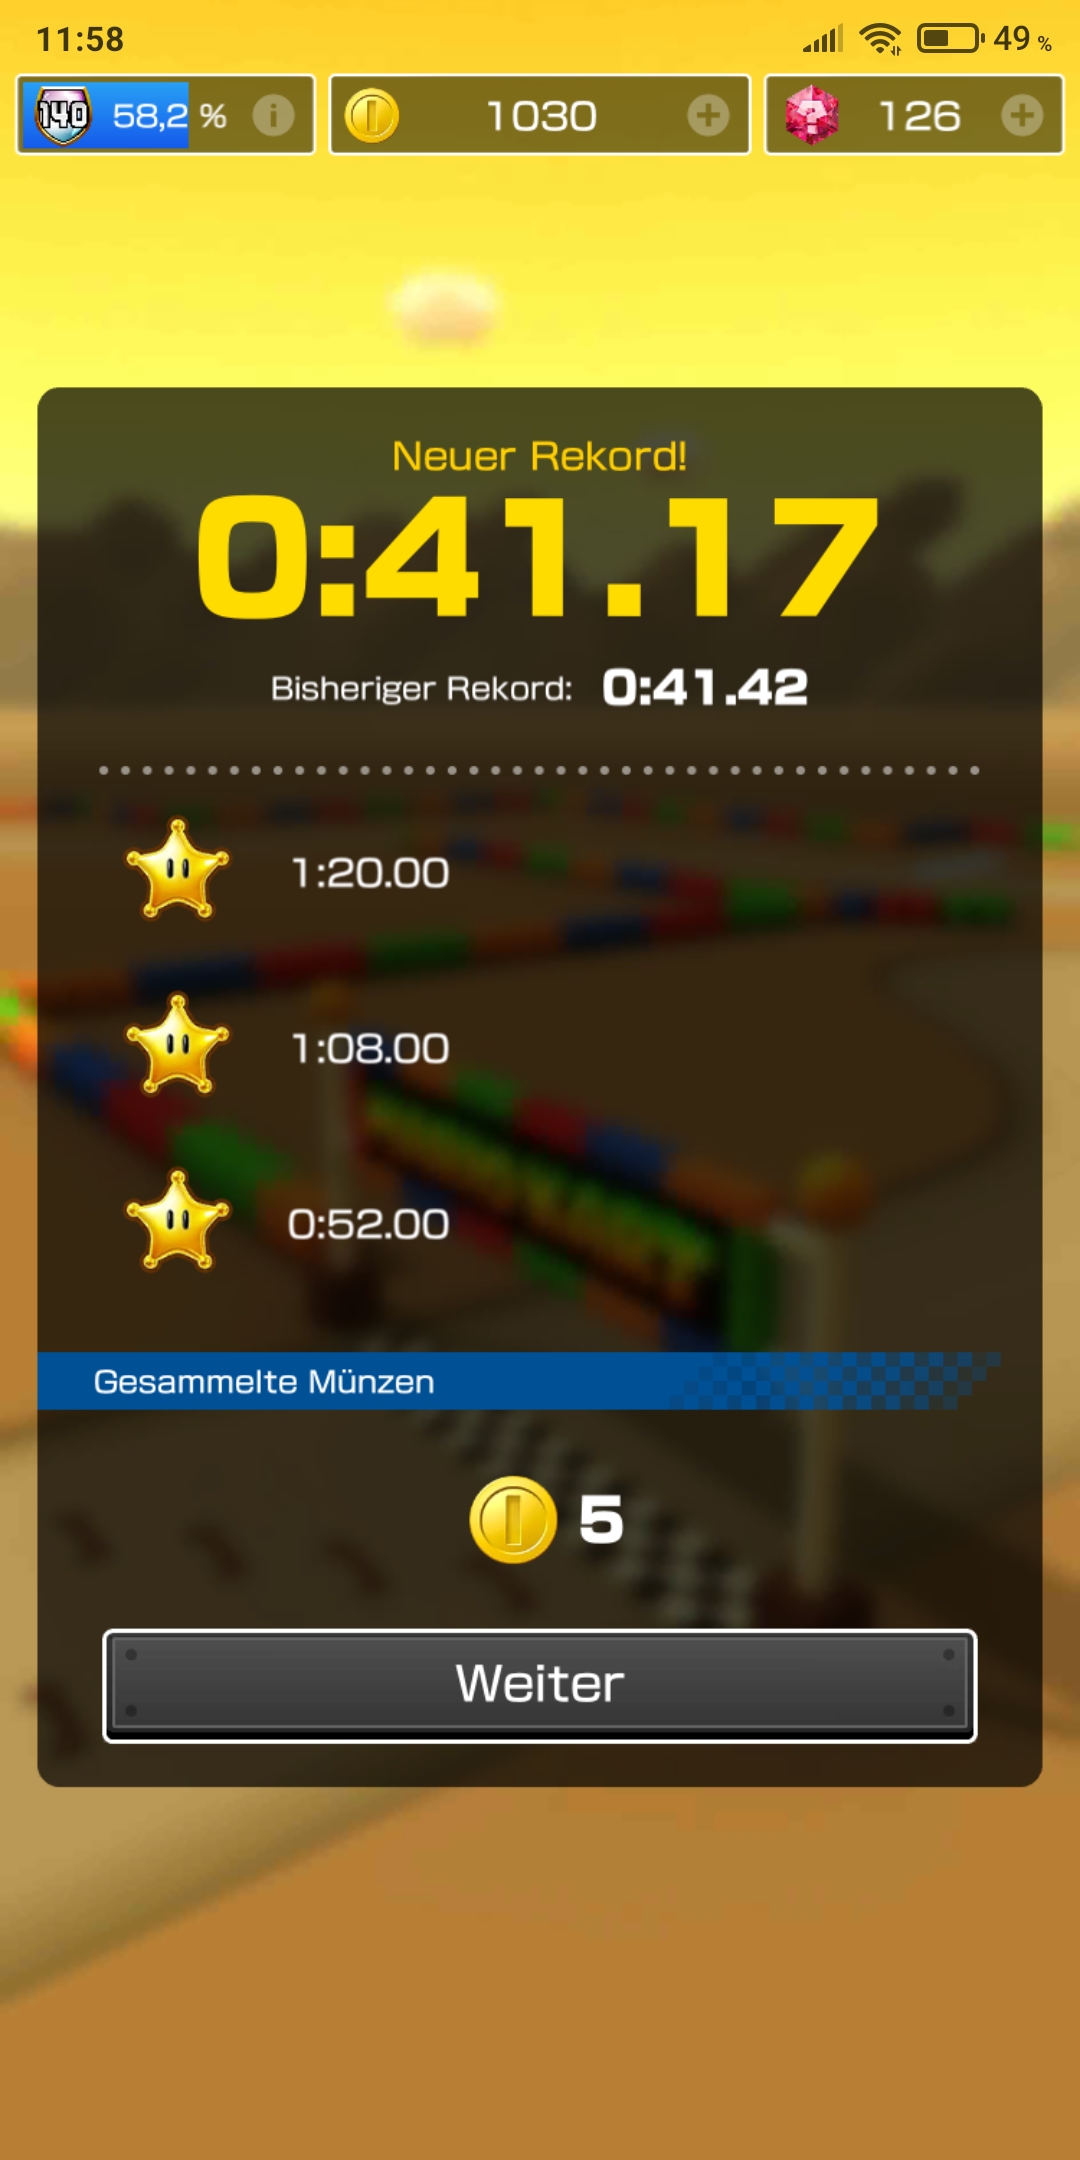 11:58
49 %
140 58,2 % i
1030 +
126 +
Neuer Rekord!
0:41.17
Bisheriger Rekord: 0:41.42
1:20.00
1:08.00
0:52.00
Gesammelte Münzen
5
Weiter